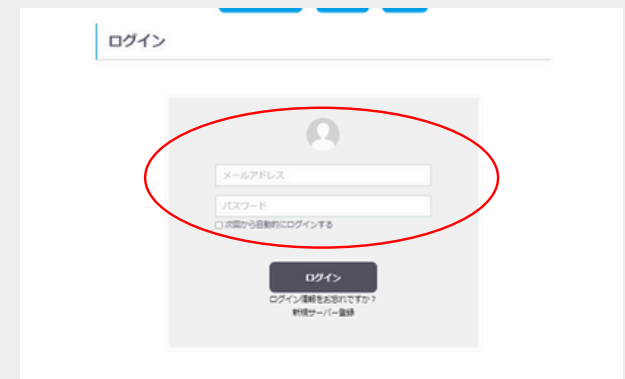 ログイン
メールアドレス
パスワード
次回から自動的にログインする
ログイン
ログイン情報をお忘れですか？
新規サーバー登録